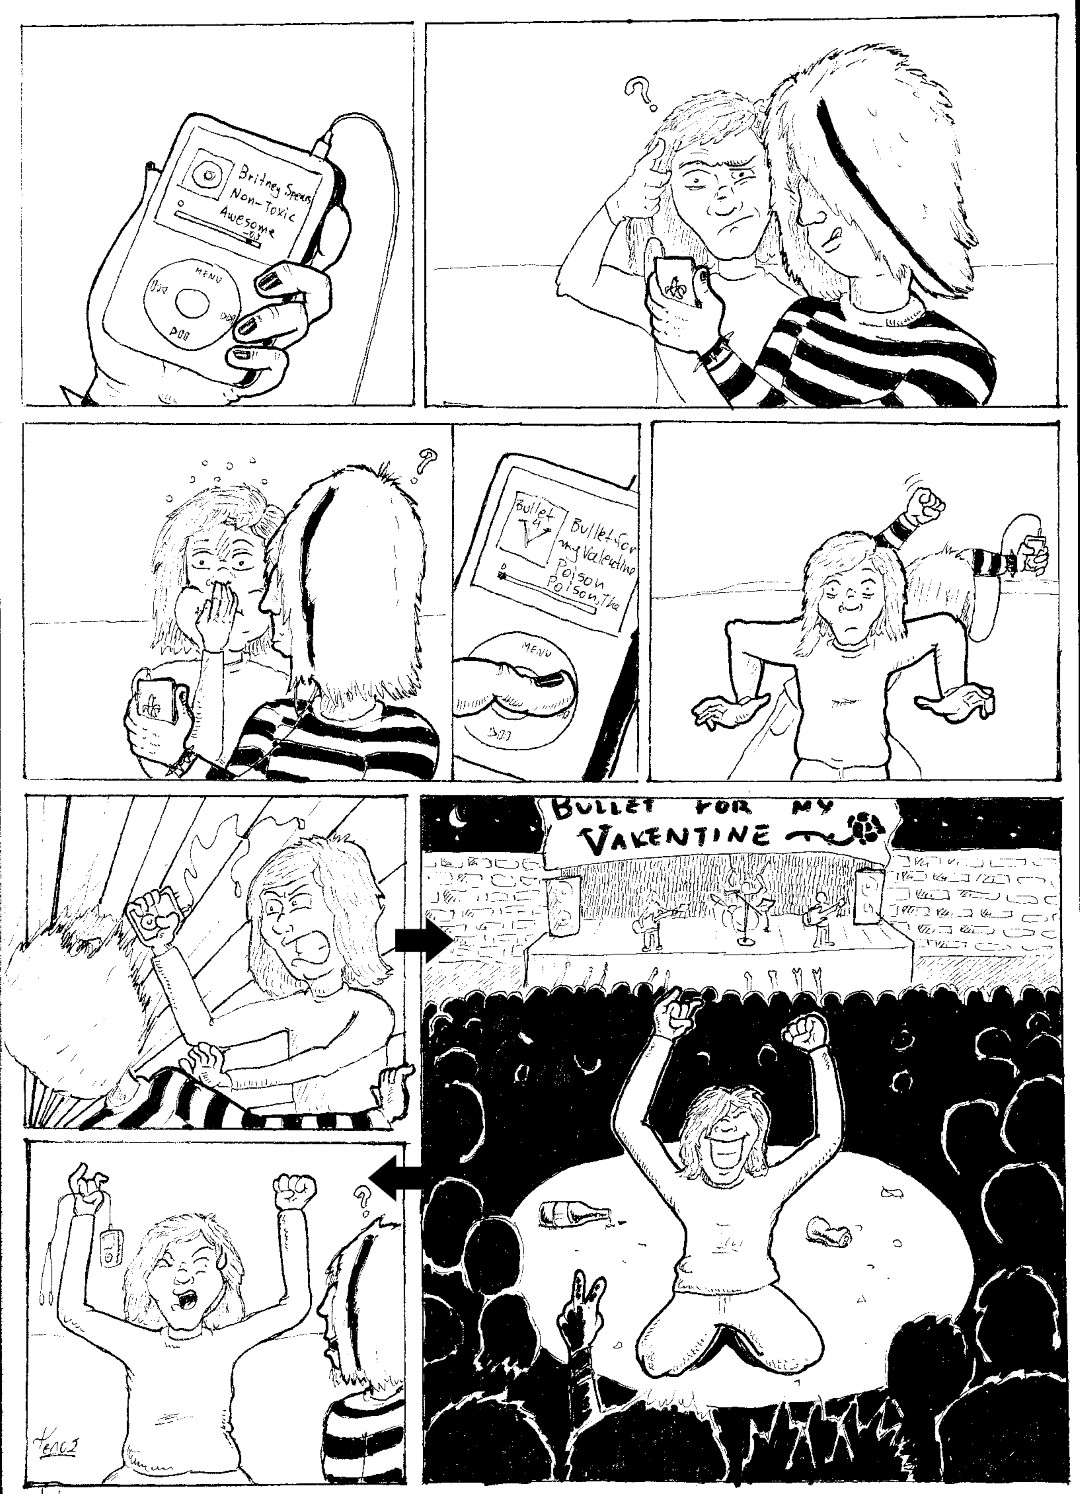 Britney Spears
Non-Toxic
Awesome
MENU
?
?
Bullet
4
V
Bullet for
my Valentine
Poison
Poison, The
MENU
BULLET FOR MY
VALENTINE
?